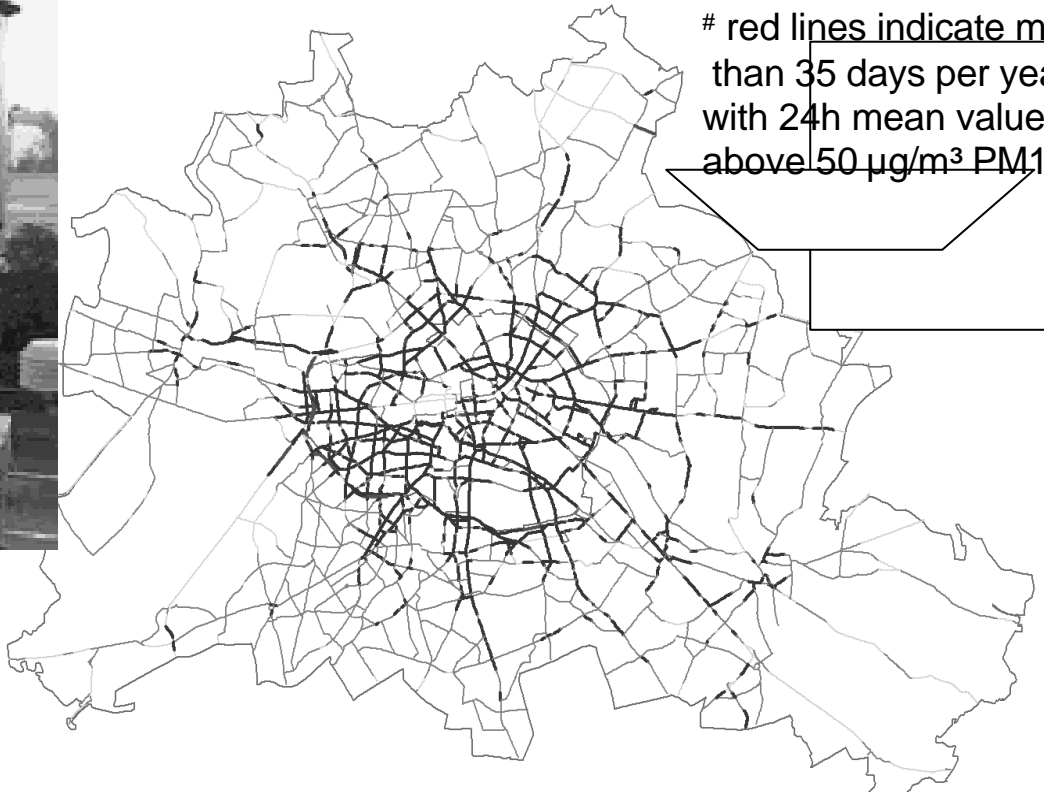 # red lines indicate m
than 35 days per yea
with 24h mean value
above 50 µg/m³ PM1